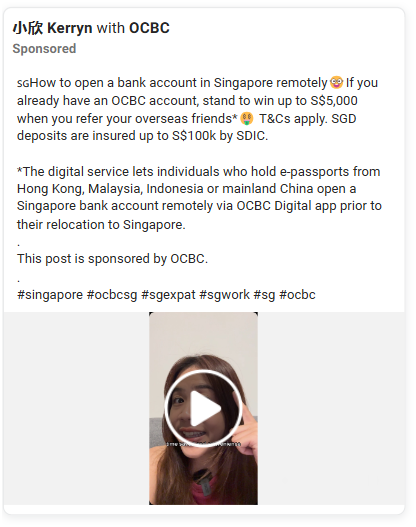 小欣 Kerryn with OCBC
Sponsored
SGHow to open a bank account in Singapore remotely🤡If you
already have an OCBC account, stand to win up to S$5,000
when you refer your overseas friends*🤑 T&Cs apply. SGD
deposits are insured up to S$100k by SDIC.
*The digital service lets individuals who hold e-passports from
Hong Kong, Malaysia, Indonesia or mainland China open a
Singapore bank account remotely via OCBC Digital app prior to
their relocation to Singapore.
.
This post is sponsored by OCBC.
.
#singapore #ocbcsg #sgexpat #sgwork #sg #ocbc